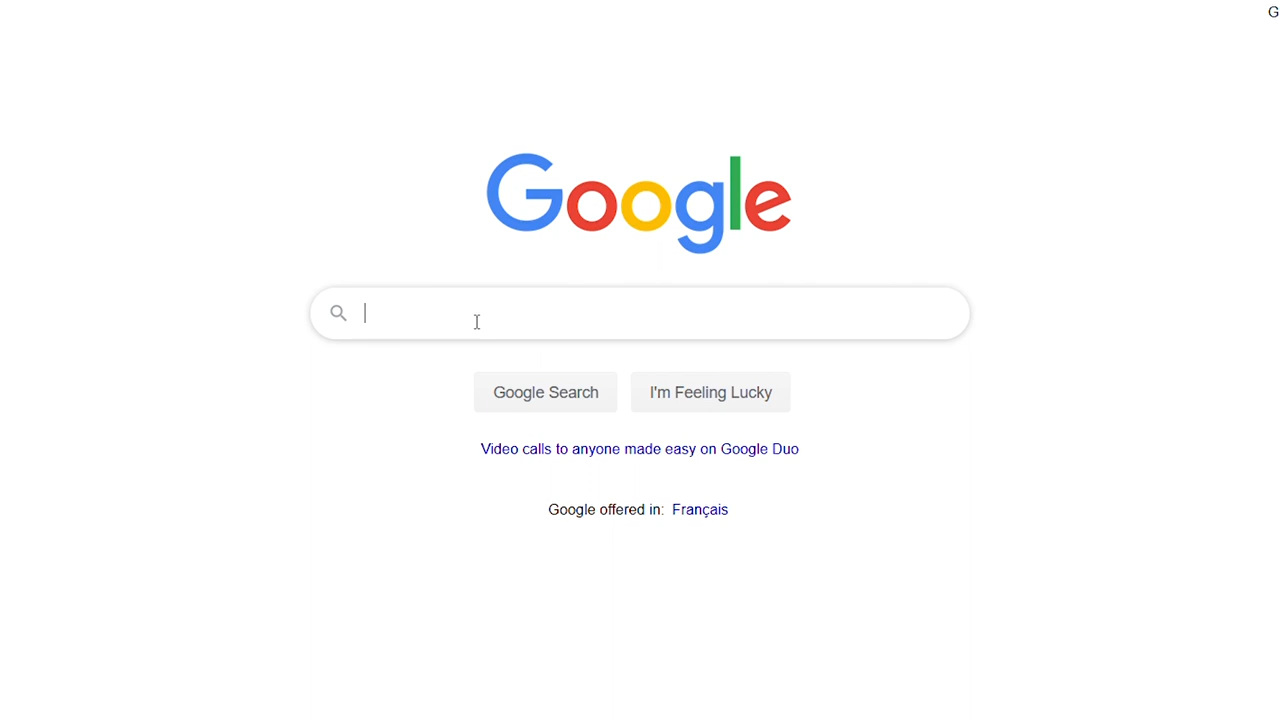 G
Google
Google Search
I'm Feeling Lucky
Video calls to anyone made easy on Google Duo
Google offered in: Français